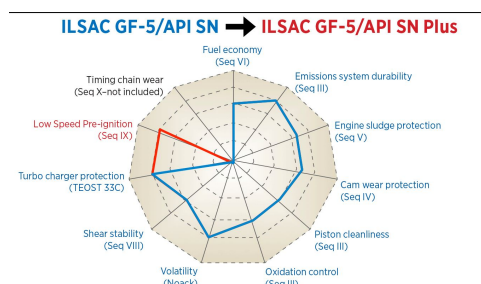 ILSAC GF-5/API SN ILSAC GF-5/API SN Plus
Fuel economy
(Seq VI)
Timing chain wear
(Seq X–not included)
Emissions system durability
(Seq III)
Low Speed Pre-ignition
(Seq IX)
Engine sludge protection
(Seq V)
Turbo charger protection
(TEOST 33C)
Cam wear protection
(Seq IV)
Shear stability
(Seq VIII)
Piston cleanliness
(Seq III)
Volatility
(Noack)
Oxidation control
(Seq III)